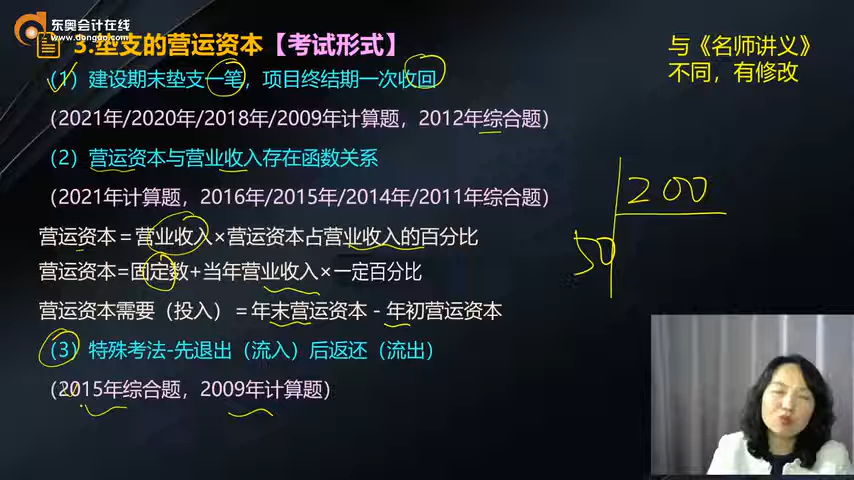 东奥会计在线
www.dongao.com
3.垫支的营运资本【考试形式】
与《名师讲义》
不同，有修改
（1）建设期末垫支一笔，项目终结期一次收回
（2021年/2020年/2018年/2009年计算题，2012年综合题）
（2）营运资本与营业收入存在函数关系
（2021年计算题，2016年/2015年/2014年/2011年综合题）
200
50
营运资本＝营业收入×营运资本占营业收入的百分比
营运资本=固定数+当年营业收入×一定百分比
营运资本需要（投入）＝年末营运资本－年初营运资本
（3）特殊考法-先退出（流入）后返还（流出）
（2015年综合题，2009年计算题）